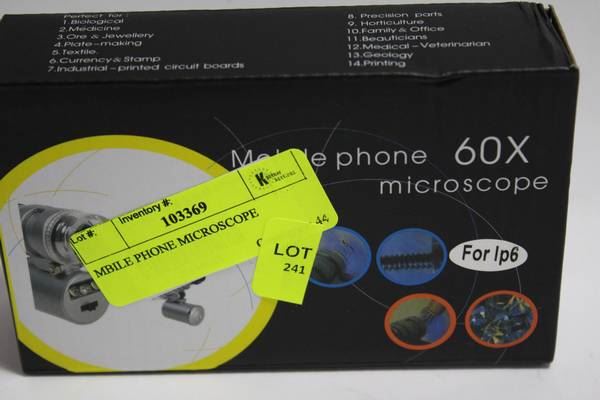 Perfect for:
1.Biological
2.Medicine
3.Ore & Jewellery
4.Plate-making
5.Textile.
6.Currency & Stamp
7.Industrial-printed circuit boards
8. Precision parts
9. Horticulture
10.Family & Office
11.Beauticians
12.Medical-Veterinarian
13.Geology
14.Printing
Mobile phone 60X
microscope
For Ip6
Lot #:
Inventory #:
103369
MBILE PHONE MICROSCOPE
44
LOT
241